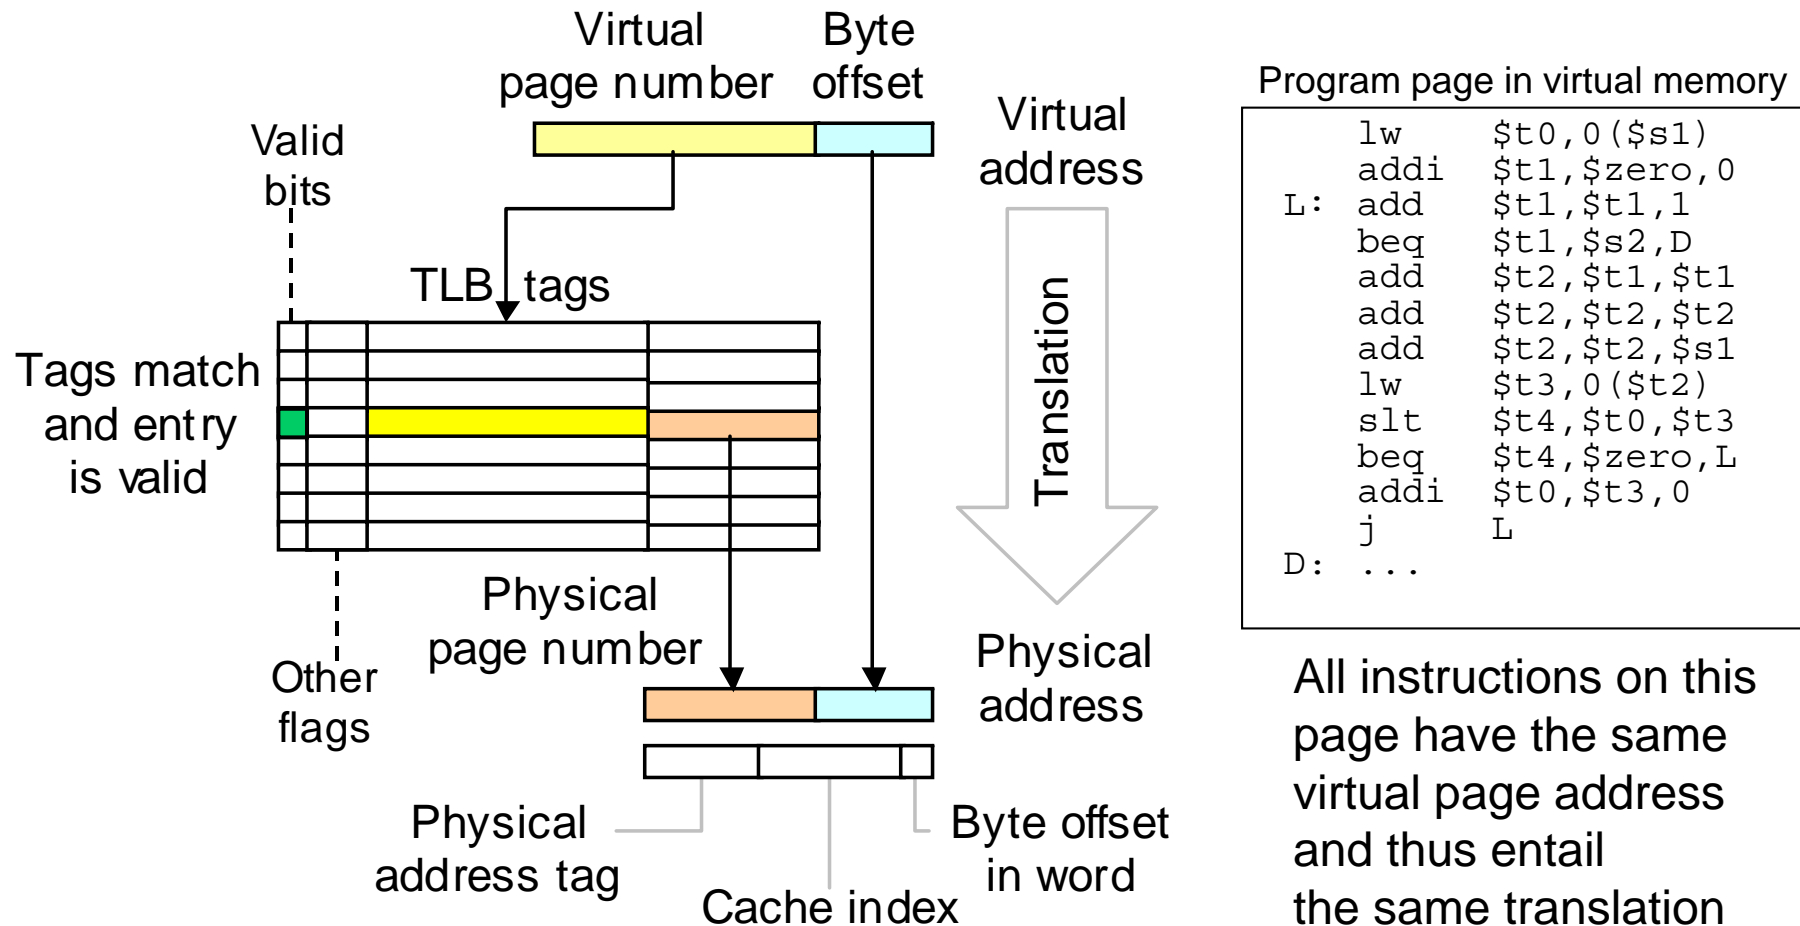 Virtual
page number
Byte
offset
Virtual
address
Valid
bits
TLB tags
Tags match
and entry
is valid
Translation
Physical
page number
Other
flags
Physical
address
Physical
address tag
Cache index
Byte offset
in word
Program page in virtual memory
lw $t0,0($s1)
addi $t1,$zero,0
L: add $t1,$t1,1
beq $t1,$s2,D
add $t2,$t1,$t1
add $t2,$t2,$t2
add $t2,$t2,$s1
lw $t3,0($t2)
slt $t4,$t0,$t3
beq $t4,$zero,L
addi $t0,$t3,0
j L
D: ...
All instructions on this
page have the same
virtual page address
and thus entail
the same translation